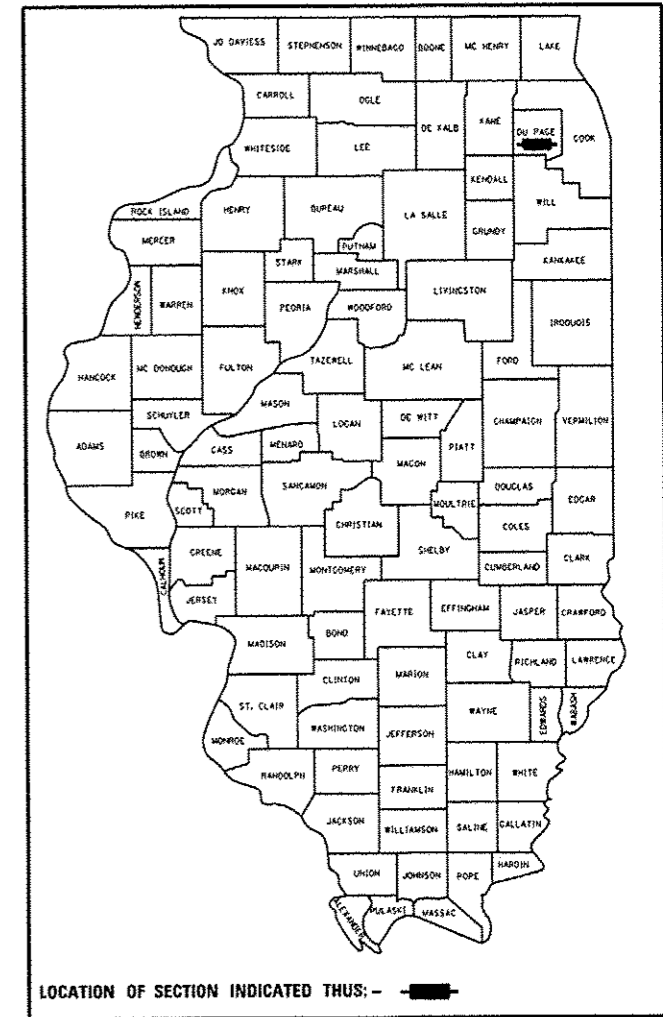 JO DAVIESS STEPHENSON WINNEBAGO BOONE MC HENRY LAKE
CARROLL OGLE DE KALB KANE DU PAGE COOK
WHITESIDE LEE
KENDALL
ROCK ISLAND HENRY BUREAU LA SALLE WILL
MERCER PUTNAM GRUNDY
STARK MARSHALL KANKAKEE
HENDERSON WARREN KNOX PEORIA WOODFORD LIVINGSTON IROQUOIS
HANCOCK MC DONOUGH FULTON TAZEWELL MC LEAN FORD
SCHUYLER MASON LOGAN DE WITT CHAMPAIGN VERMILION
ADAMS BROWN CASS MENARD PIATT
MACON
PIKE SCOTT MORGAN SANGAMON MOULTRIE DOUGLAS EDGAR
CHRISTIAN COLES
CALHOUN GREENE MACOUPIN MONTGOMERY SHELBY CUMBERLAND CLARK
JERSEY FAYETTE EFFINGHAM JASPER CRAWFORD
MADISON BOND
CLAY RICHLAND LAWRENCE
CLINTON MARION
ST. CLAIR WAYNE EDWARDS WABASH
MONROE WASHINGTON JEFFERSON
RANDOLPH PERRY HAMILTON WHITE
FRANKLIN
JACKSON WILLIAMSON SALINE GALLATIN
UNION JOHNSON POPE HARDIN
ALEXANDER PULASKI MASSAC
LOCATION OF SECTION INDICATED THUS; -